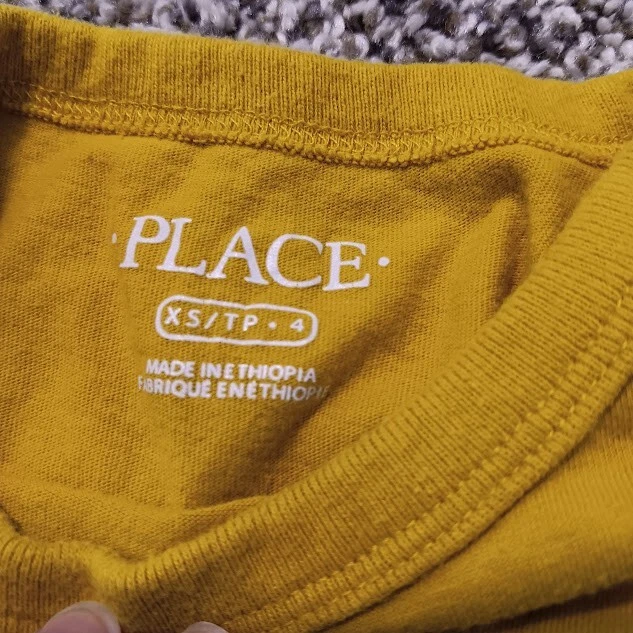 ·PLACE·
XS/TP · 4
MADE IN ETHIOPIA
FABRIQUÉ EN ÉTHIOPIE